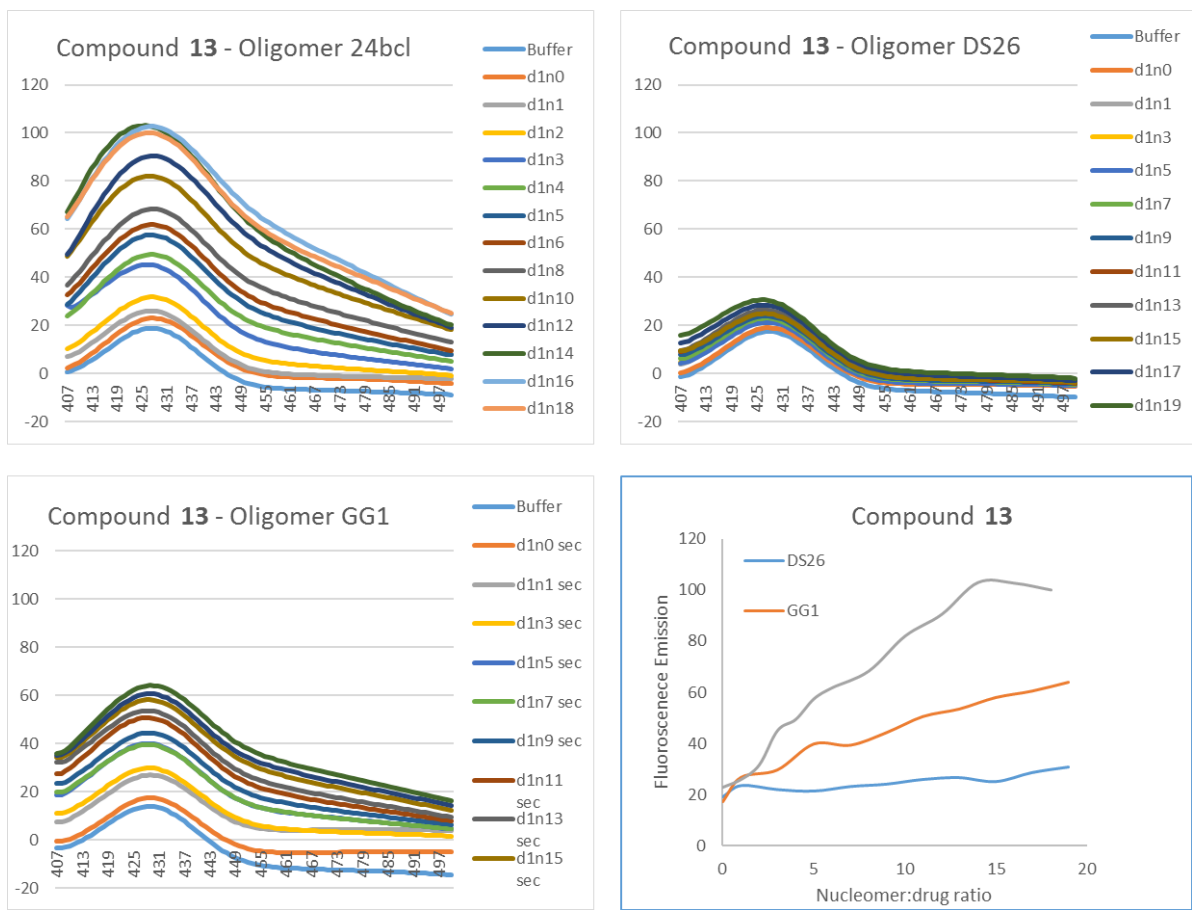 Compound 13 - Oligomer 24bcl
120
100
80
60
40
20
0
-20
407
413
419
425
431
437
443
449
455
461
467
473
479
485
491
497
Buffer
d1n0
d1n1
d1n2
d1n3
d1n4
d1n5
d1n6
d1n8
d1n10
d1n12
d1n14
d1n16
d1n18
Compound 13 - Oligomer DS26
120
100
80
60
40
20
0
-20
407
413
419
425
431
437
443
449
455
461
467
473
479
485
491
497
Buffer
d1n0
d1n1
d1n3
d1n5
d1n7
d1n9
d1n11
d1n13
d1n15
d1n17
d1n19
Compound 13 - Oligomer GG1
120
100
80
60
40
20
0
-20
407
413
419
425
431
437
443
449
455
461
467
473
479
485
491
497
Buffer
d1n0 sec
d1n1 sec
d1n3 sec
d1n5 sec
d1n7 sec
d1n9 sec
d1n11
sec
d1n13
sec
d1n15
sec
Compound 13
Fluoroscenece Emission
120
100
80
60
40
20
0
DS26
GG1
0
5
10
15
20
Nucleomer:drug ratio